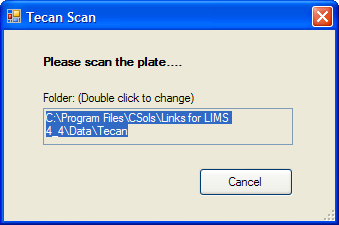 Tecan Scan
Please scan the plate....
Folder: (Double click to change)
C:\Program Files\CSols\Links for LIMS
4_4\Data\Tecan
Cancel